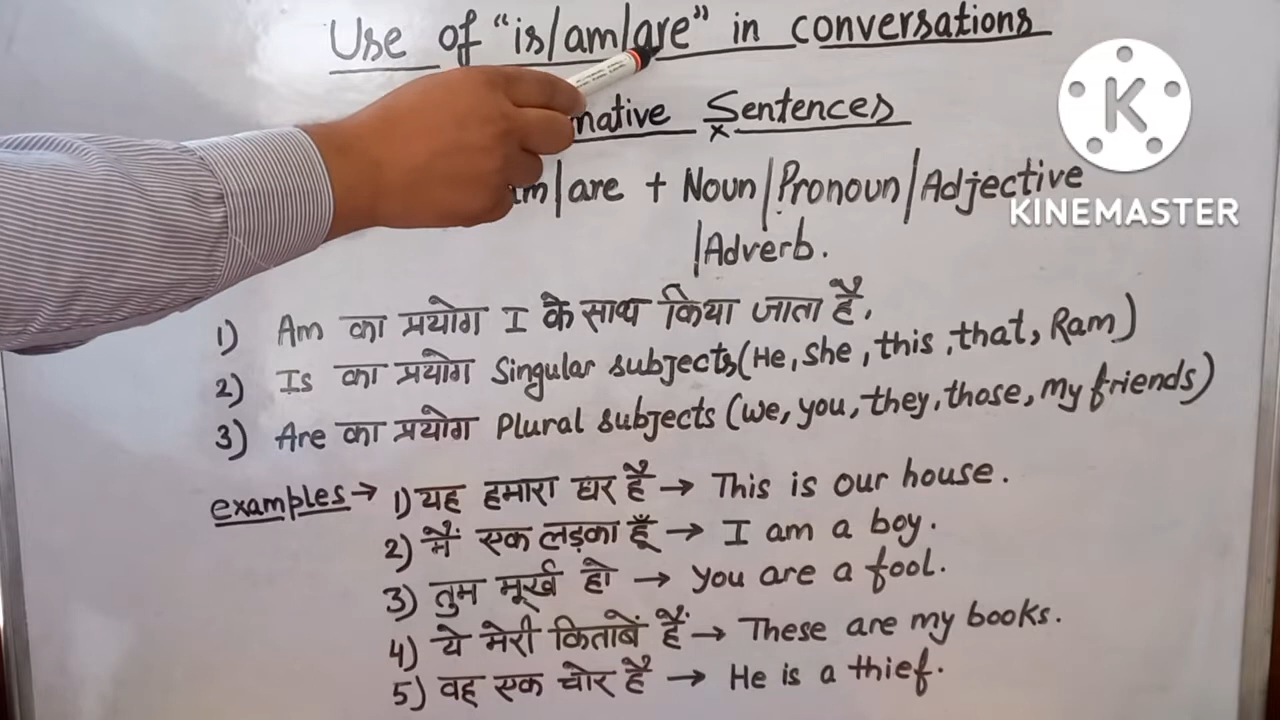 Use of "is/am/are" in conversations
mative Sentences
am/are + Noun/Pronoun/Adjective
/Adverb.
1) Am का प्रयोग I के साथ किया जाता है.
2) Is का प्रयोग Singular subjects(He, she, this, that, Ram)
3) Are का प्रयोग Plural subjects (we, you, they, those, my friends)
examples→ 1) यह हमारा घर है → This is our house.
2) मैं एक लड़का हूँ → I am a boy.
3) तुम मूर्ख हो → you are a fool.
4) ये मेरी किताबें हैं → These are my books.
5) वह एक चोर है → He is a thief.
K
KINEMASTER